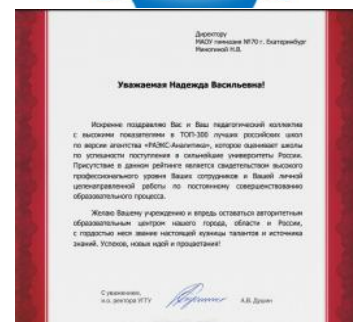 Директору
МАОУ гимназия №70 г. Екатеринбург
Минотиной Н.В.
Уважаемая Надежда Васильевна!
Искренне поздравляю Вас и Ваш педагогический коллектив
с высокими показателями в ТОП-300 лучших российских школ
по версии агентства «РАЭКС-Аналитика», которое оценивает школы
по успешности поступления в сильнейшие университеты России.
Присутствие в данном рейтинге является свидетельством высокого
профессионального уровня Ваших сотрудников и Вашей личной
целенаправленной работы по постоянному совершенствованию
образовательного процесса.
Желаю Вашему учреждению и впредь оставаться авторитетным
образовательным центром нашего города, области и России,
с гордостью неся звание настоящей кузницы талантов и источника
знаний. Успехов, новых идей и процветания!
С уважением,
и.о. ректора УГГУ
А.В. Душин